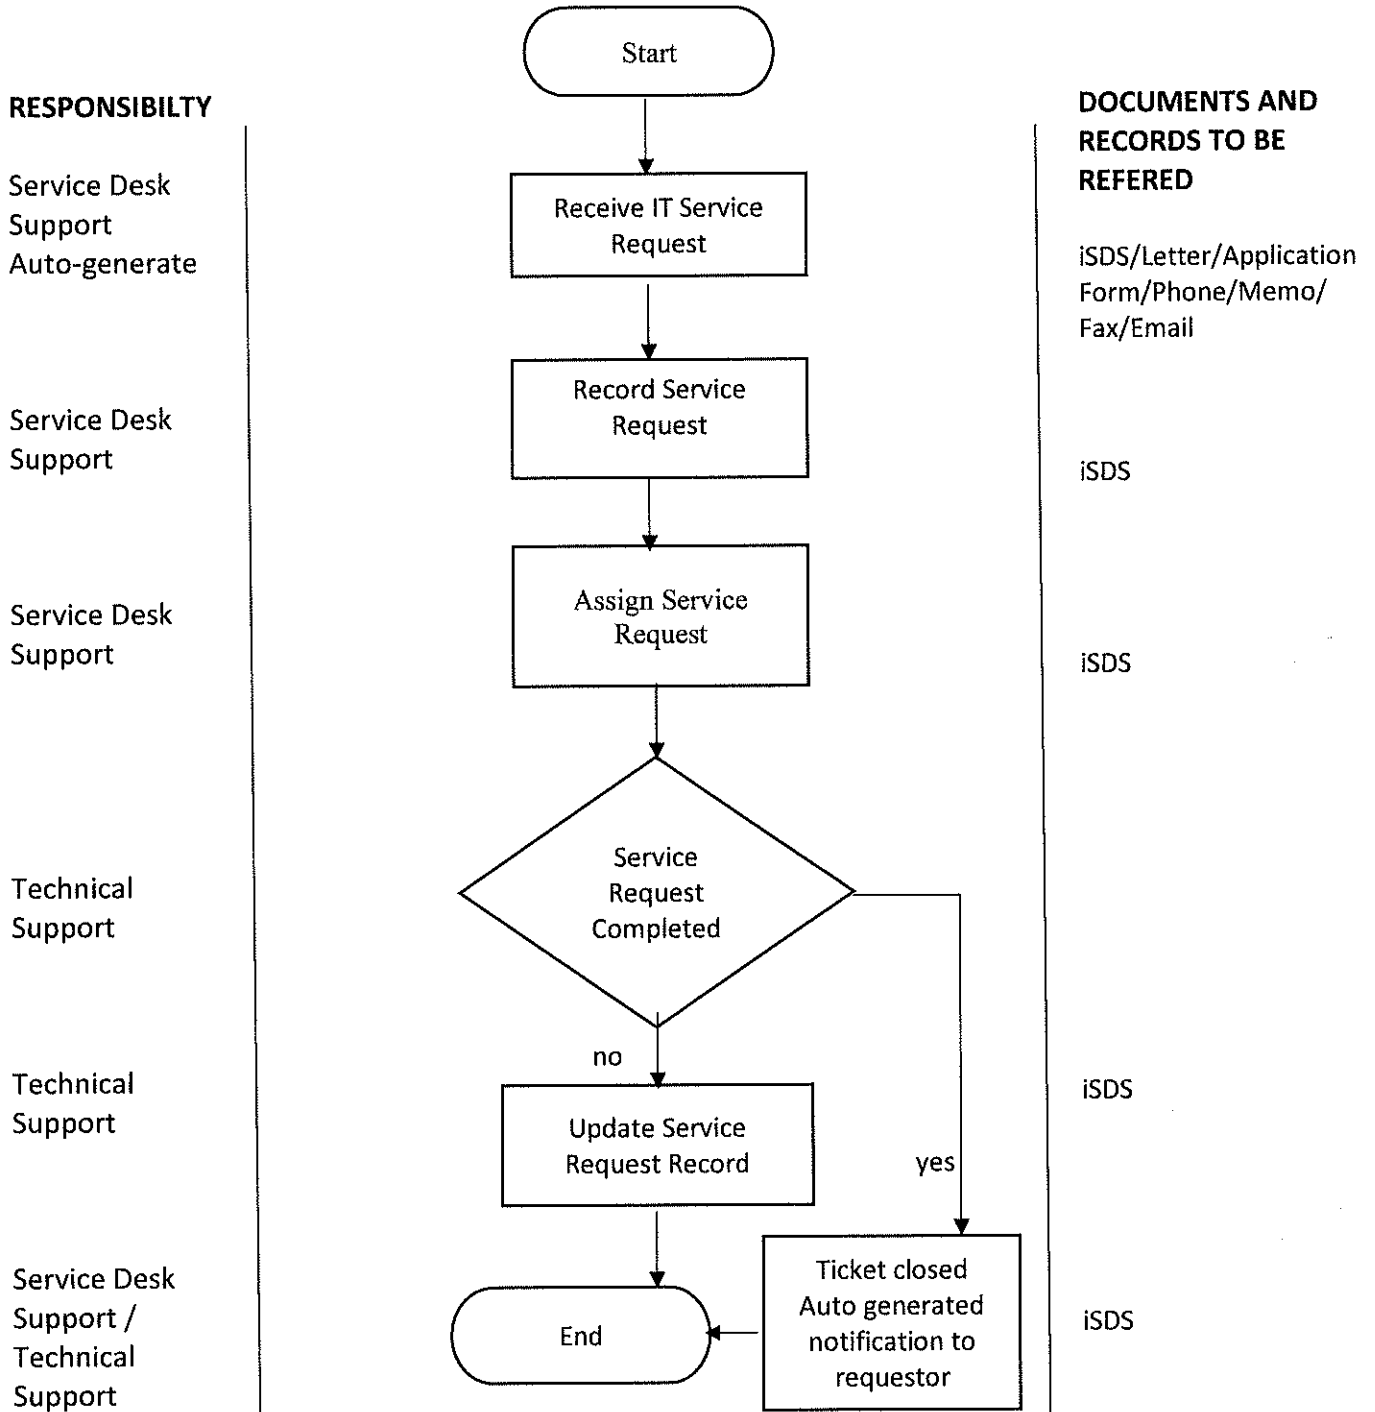 Start
RESPONSIBILTY
DOCUMENTS AND
RECORDS TO BE
REFERED
Service Desk
Support
Auto-generate
Receive IT Service
Request
iSDS/Letter/Application
Form/Phone/Memo/
Fax/Email
Service Desk
Support
Record Service
Request
iSDS
Service Desk
Support
Assign Service
Request
iSDS
Technical
Support
Service
Request
Completed
no
Technical
Support
Update Service
Request Record
yes
iSDS
Service Desk
Support /
Technical
Support
End
Ticket closed
Auto generated
notification to
requestor
iSDS